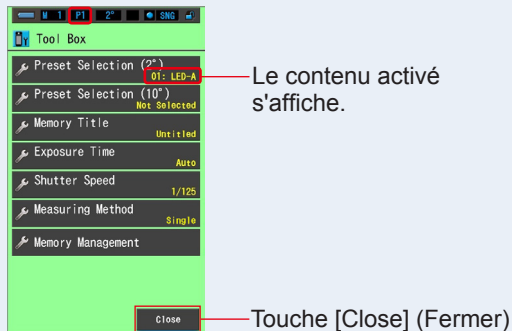 M 1 P1 2° SNG
Tool Box
Preset Selection (2°)
01: LED-A
Le contenu activé
s'affiche.
Preset Selection (10°)
Not Selected
Memory Title
Untitled
Exposure Time
Auto
Shutter Speed
1/125
Measuring Method
Single
Memory Management
Close
Touche [Close] (Fermer)